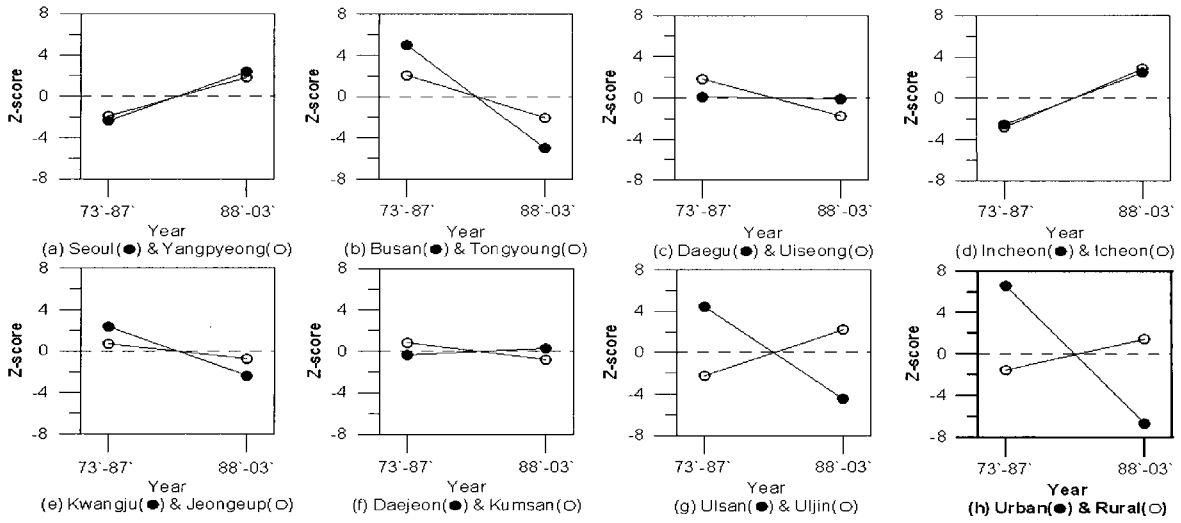 8
4
0
-4
-8
Z-score
73`-87`
88`-03`
Year
(a) Seoul(●) & Yangpyeong(○)
8
4
0
-4
-8
Z-score
73`-87`
88`-03`
Year
(b) Busan(●) & Tongyoung(○)
8
4
0
-4
-8
Z-score
73`-87`
88`-03`
Year
(c) Daegu(●) & Uiseong(○)
8
4
0
-4
-8
Z-score
73`-87`
88`-03`
Year
(d) Incheon(●) & Icheon(○)
8
4
0
-4
-8
Z-score
73`-87`
88`-03`
Year
(e) Kwangju(●) & Jeongeup(○)
8
4
0
-4
-8
Z-score
73`-87`
88`-03`
Year
(f) Daejeon(●) & Kumsan(○)
8
4
0
-4
-8
Z-score
73`-87`
88`-03`
Year
(g) Ulsan(●) & Uljin(○)
8
4
0
-4
-8
Z-score
73`-87`
88`-03`
Year
(h) Urban(●) & Rural(○)